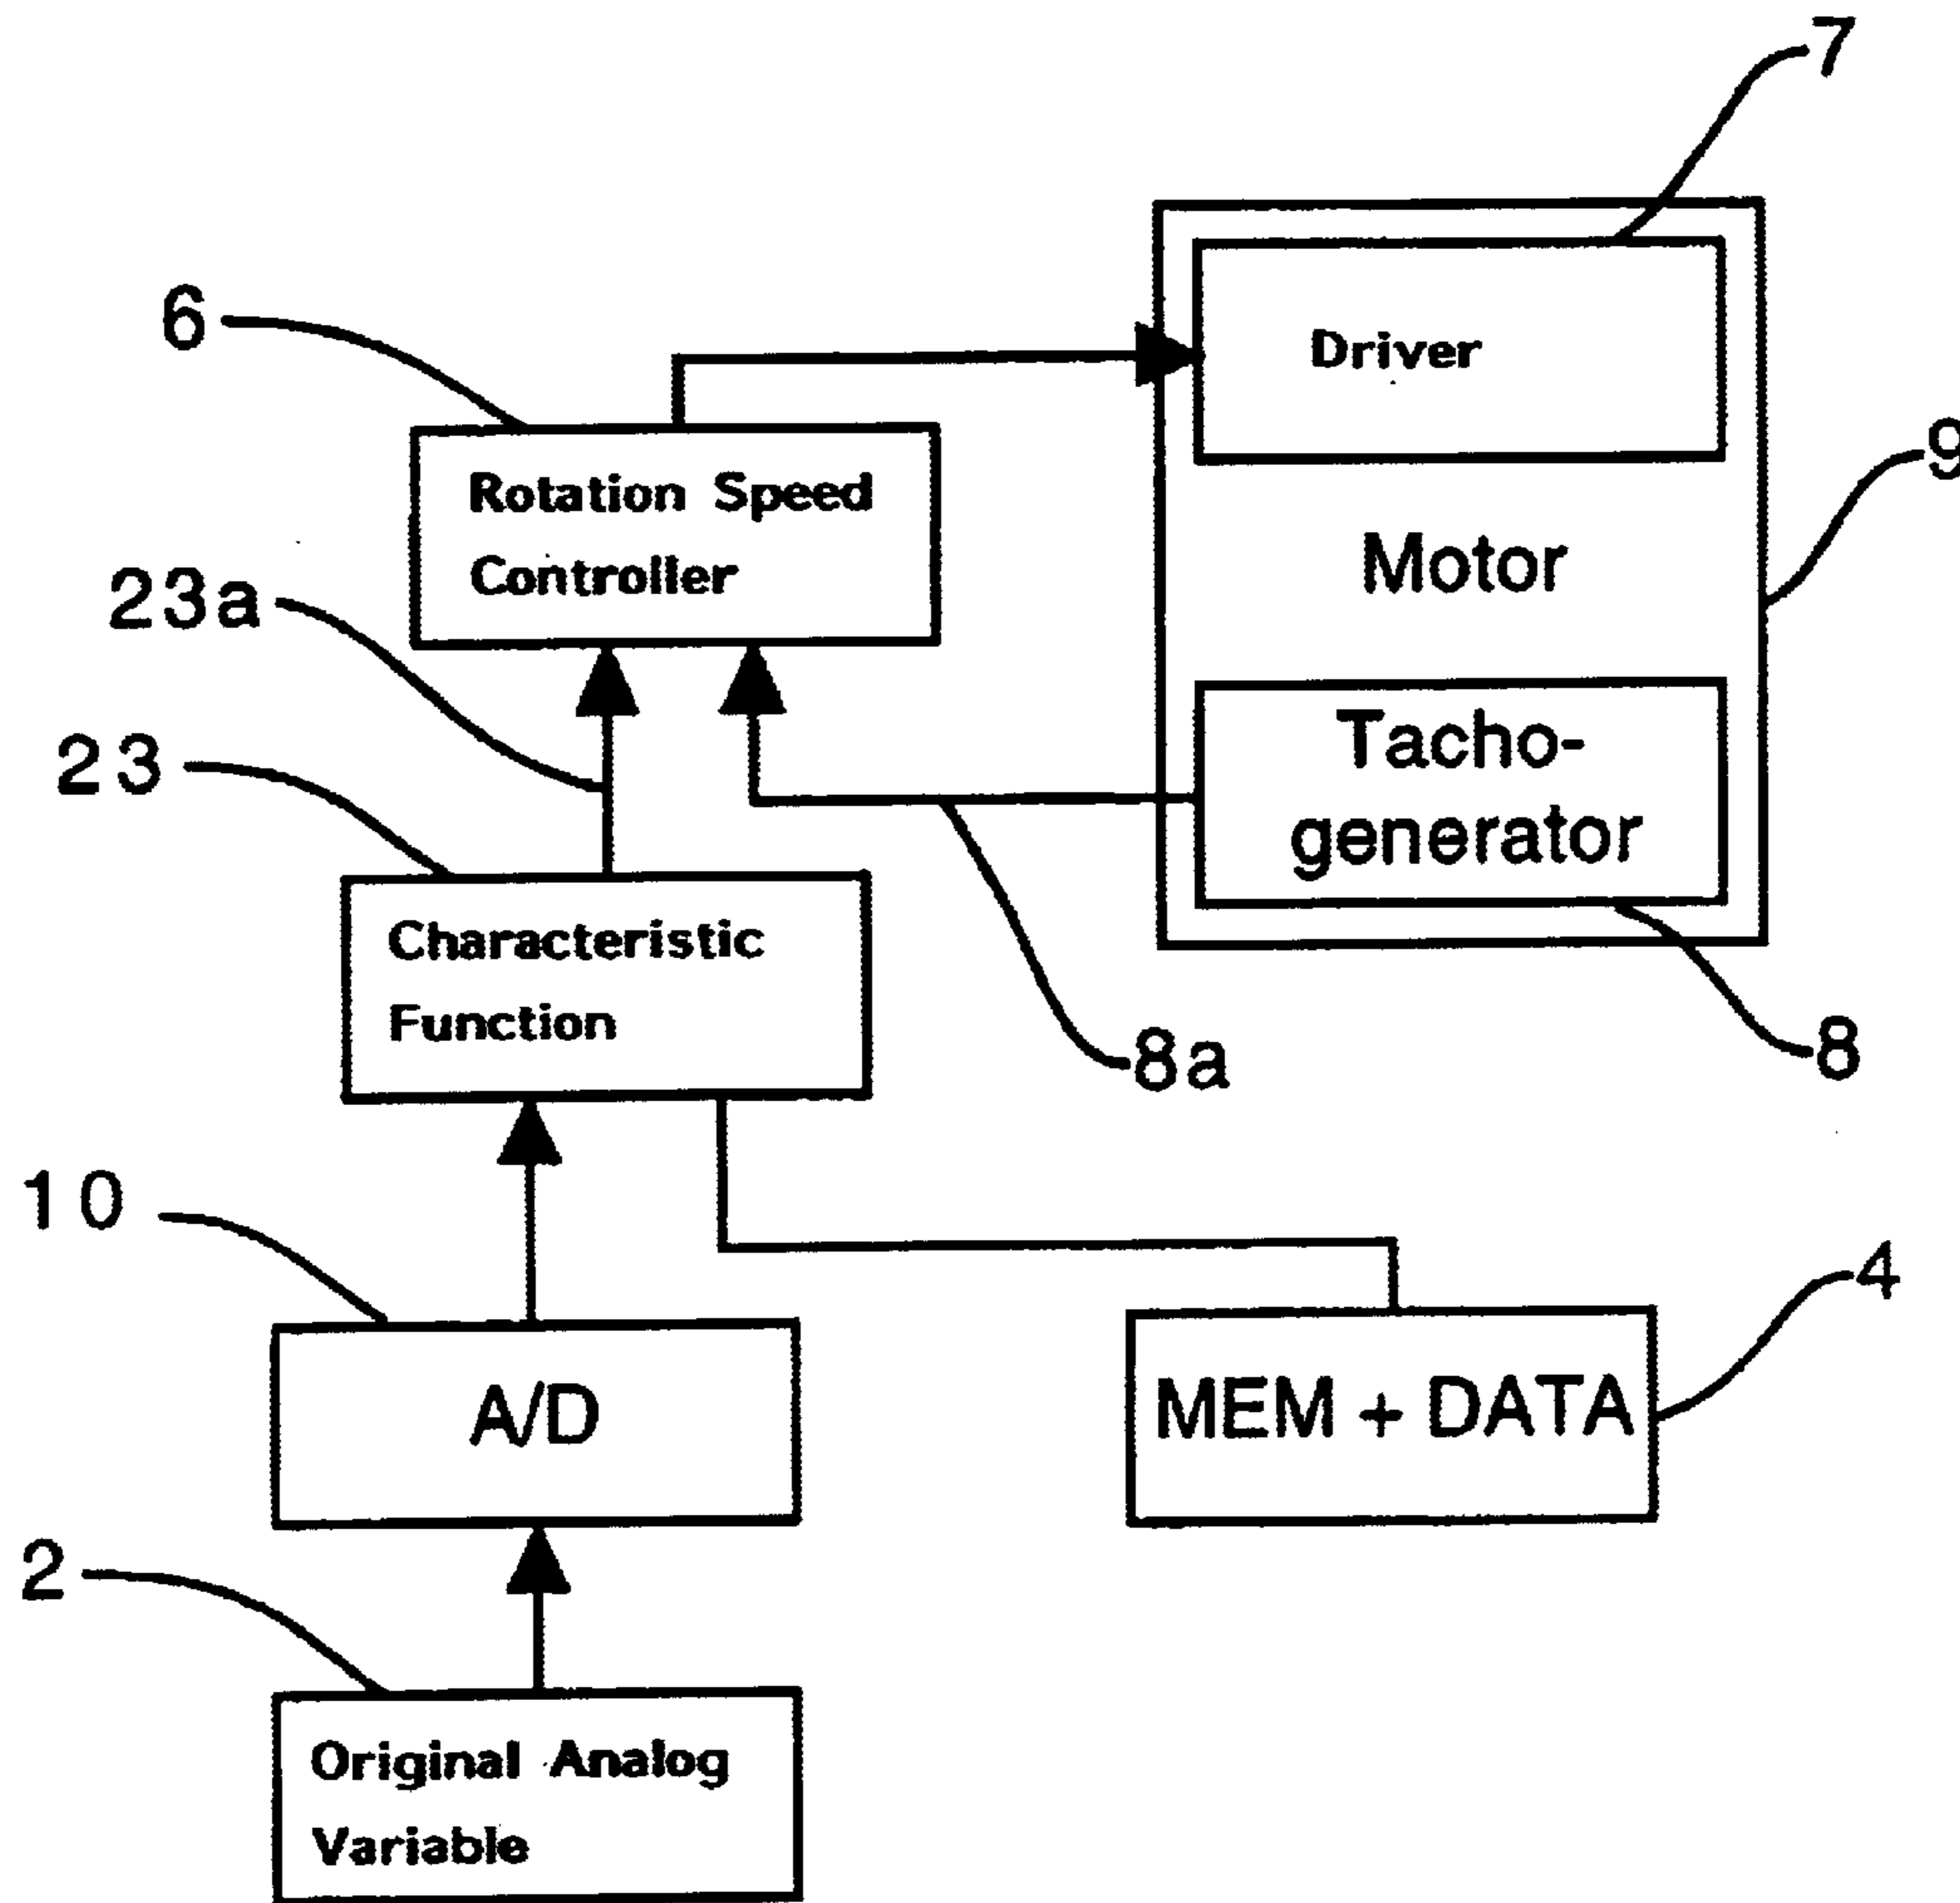 7
6
Driver
9
Rotation Speed
Controller
Motor
23a
23
Tacho-
generator
Characteristic
Function
8a
8
10
4
A/D
MEM + DATA
2
Original Analog
Variable